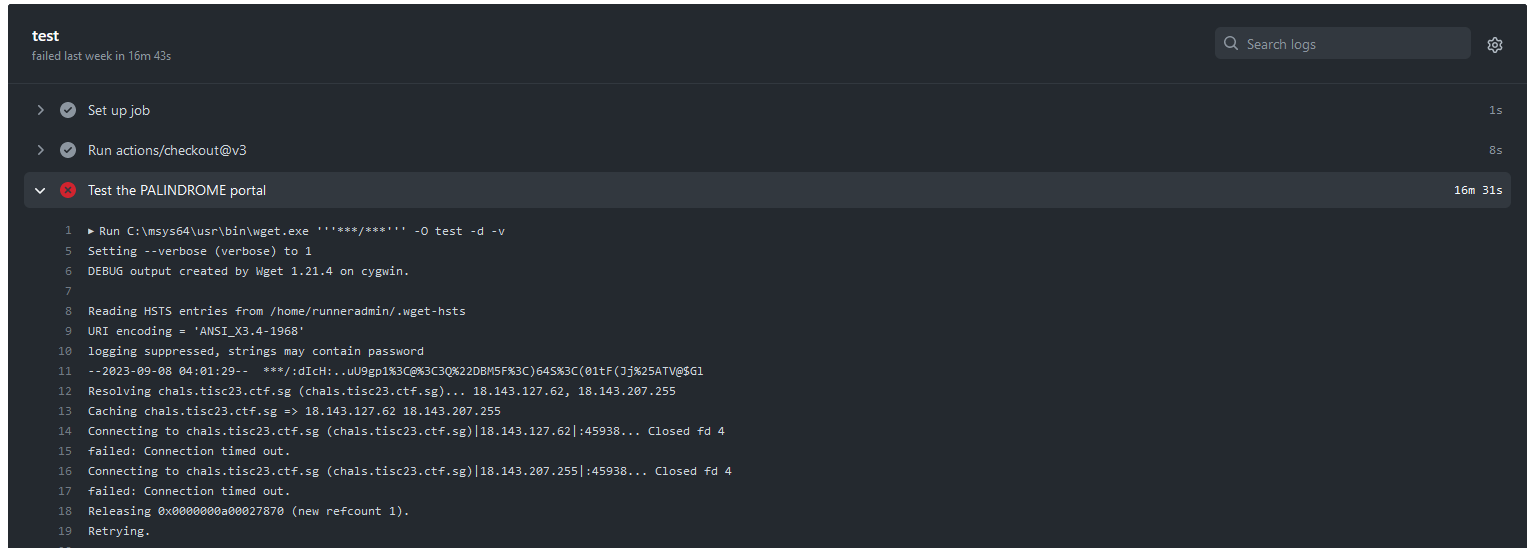 test
failed last week in 16m 43s
Search logs
Set up job 1s
Run actions/checkout@v3 8s
Test the PALINDROME portal 16m 31s
1 ▶ Run C:\msys64\usr\bin\wget.exe '''***/***''' -O test -d -v
5 Setting --verbose (verbose) to 1
6 DEBUG output created by Wget 1.21.4 on cygwin.
7
8 Reading HSTS entries from /home/runneradmin/.wget-hsts
9 URI encoding = 'ANSI_X3.4-1968'
10 logging suppressed, strings may contain password
11 --2023-09-08 04:01:29--  ***/:dIcH:..uU9gp1%3C@%3C3Q%22DBM5F%3C)64S%3C(01tF(Jj%25ATV@$Gl
12 Resolving chals.tisc23.ctf.sg (chals.tisc23.ctf.sg)... 18.143.127.62, 18.143.207.255
13 Caching chals.tisc23.ctf.sg => 18.143.127.62 18.143.207.255
14 Connecting to chals.tisc23.ctf.sg (chals.tisc23.ctf.sg)|18.143.127.62|:45938... Closed fd 4
15 failed: Connection timed out.
16 Connecting to chals.tisc23.ctf.sg (chals.tisc23.ctf.sg)|18.143.207.255|:45938... Closed fd 4
17 failed: Connection timed out.
18 Releasing 0x0000000a00027870 (new refcount 1).
19 Retrying.